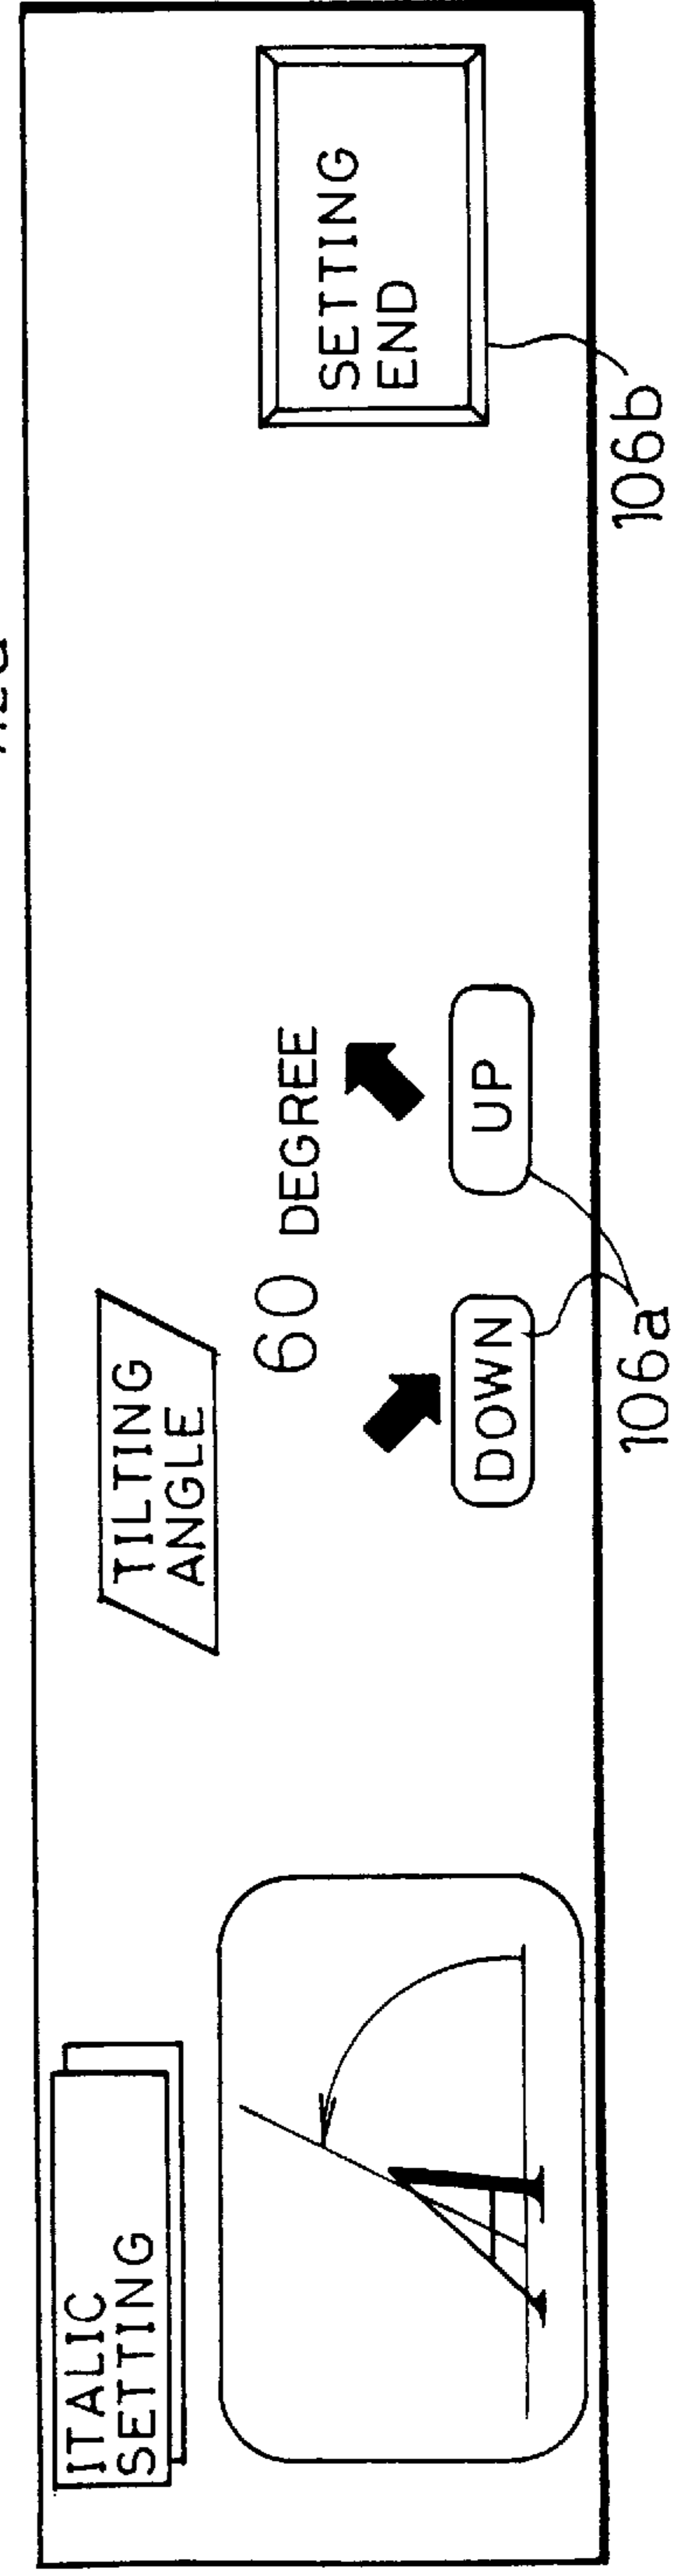 ITALIC
SETTING
TILTING
ANGLE
60 DEGREE
DOWN
UP
SETTING
END
106a
106b